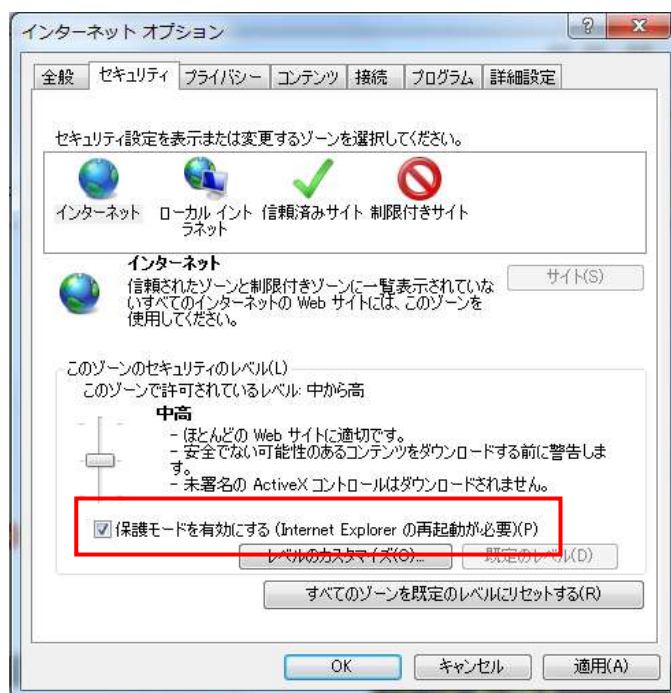 インターネット オプション
全般 セキュリティ プライバシー コンテンツ 接続 プログラム 詳細設定
セキュリティ設定を表示または変更するゾーンを選択してください。
インターネット ローカル イントラネット 信頼済みサイト 制限付きサイト
インターネット
信頼されたゾーンと制限付きゾーンに一覧表示されていな
いすべてのインターネットの Web サイトには、このゾーンを
使用してください。
サイト(S)
このゾーンのセキュリティのレベル(L)
このゾーンで許可されているレベル: 中から高
中高
- ほとんどの Web サイトに適切です。
- 安全でない可能性のあるコンテンツをダウンロードする前に警告しま
す。
- 未署名の ActiveX コントロールはダウンロードされません。
保護モードを有効にする (Internet Explorer の再起動が必要)(P)
レベルのカスタマイズ(C)... 既定のレベル(D)
すべてのゾーンを既定のレベルにリセットする(R)
OK キャンセル 適用(A)